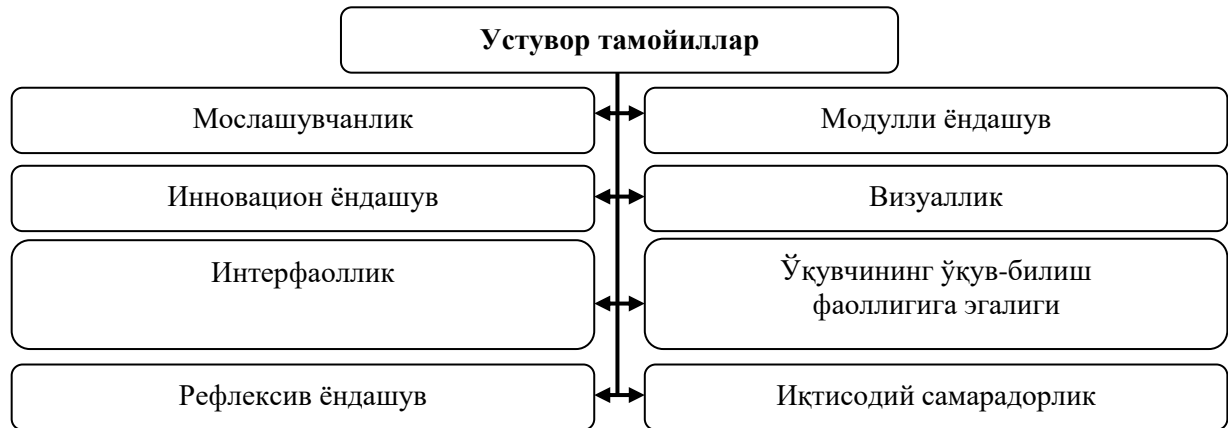 Устувор тамойиллар
Мослашувчанлик
Модулли ёндашув
Инновацион ёндашув
Визуаллик
Интерфаоллик
Ўқувчининг ўқув-билиш
фаоллигига эгалиги
Рефлексив ёндашув
Иқтисодий самарадорлик